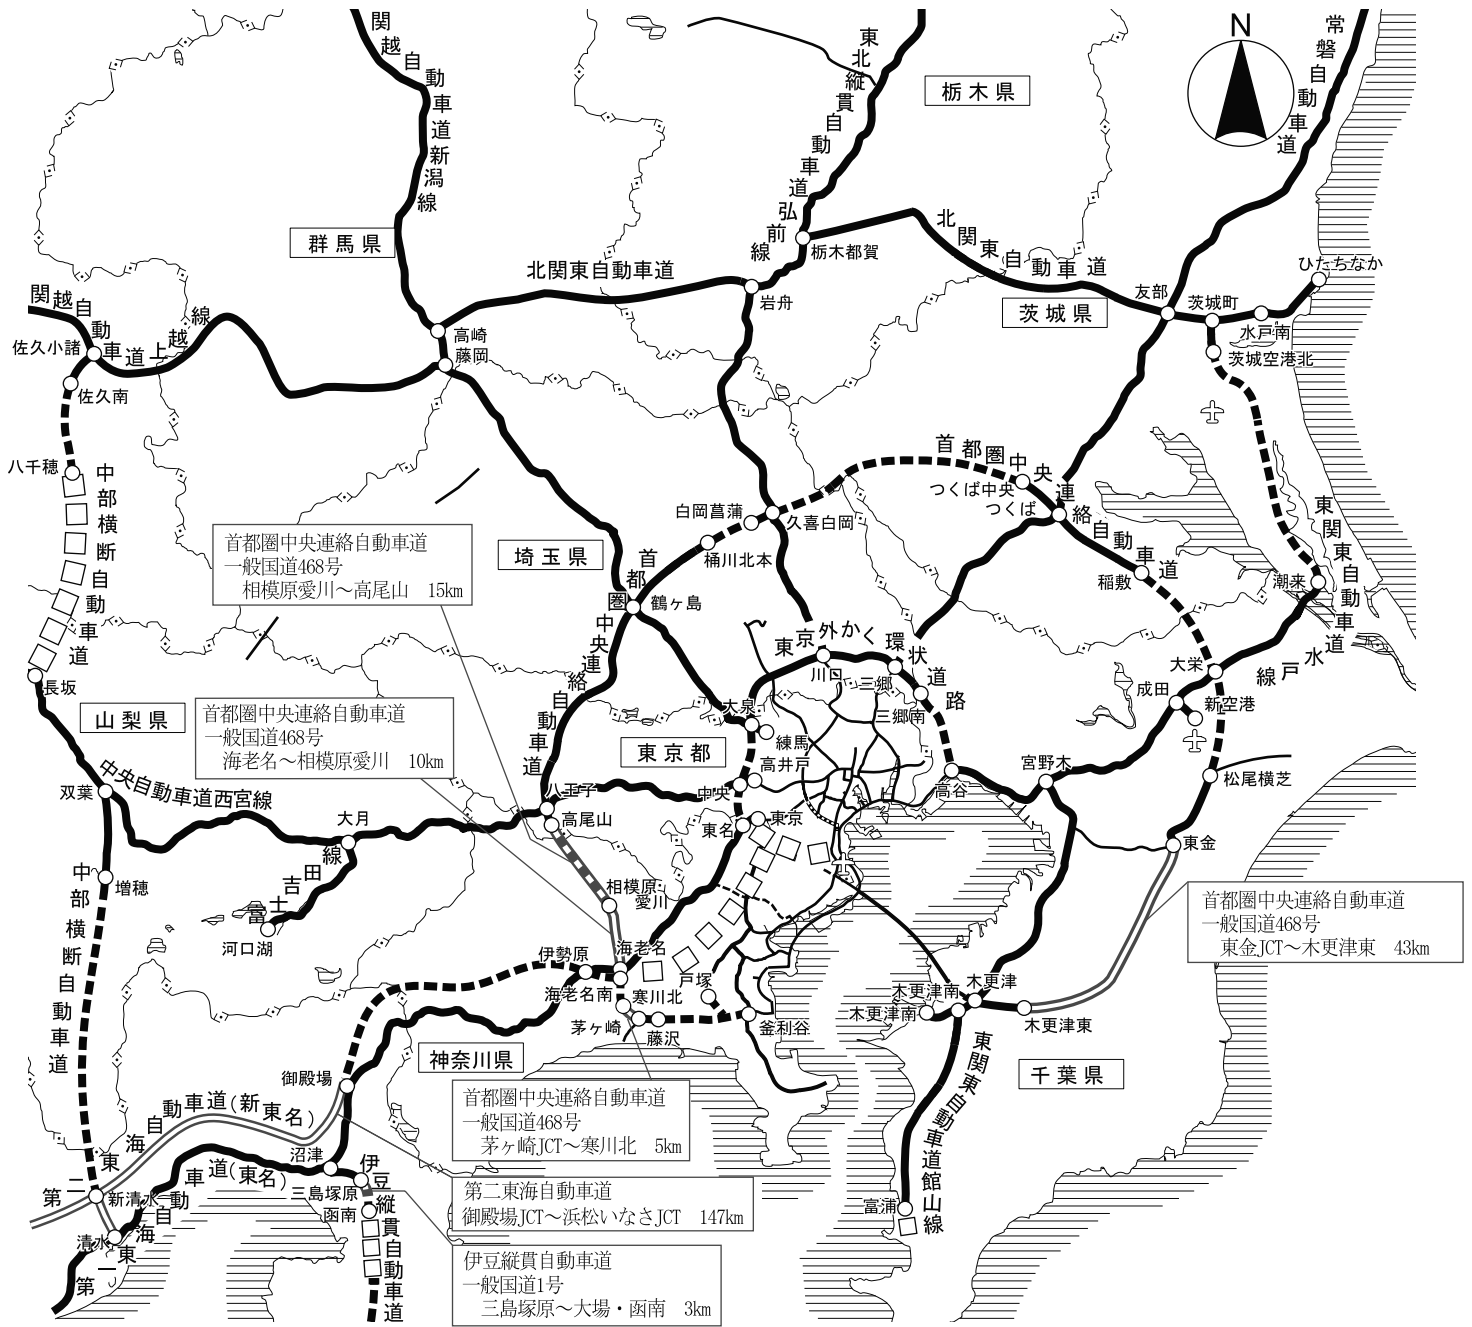 N
関越自動車道新潟線
東北縦貫自動車道弘前線
栃木県
常磐自動車道
群馬県
北関東自動車道
栃木都賀
北関東自動車道
ひたちなか
茨城県
友部
茨城町
水戸南
茨城空港北
岩舟
関越自動車道上越線
佐久小諸
佐久南
高崎
藤岡
八千穂
中部横断自動車道
首都圏中央連絡自動車道
つくば中央
つくば
白岡菖蒲
久喜白岡
桶川北本
東関東自動車道水戸線
首都圏中央連絡自動車道
一般国道468号
相模原愛川～高尾山 15km
埼玉県
首都圏中央連絡自動車道
鶴ヶ島
稲敷
潮来
大栄
成田
新空港
東京外かく環状道路
川口
三郷
三郷南
長坂
山梨県
首都圏中央連絡自動車道
一般国道468号
海老名～相模原愛川 10km
大泉
練馬
東京都
高井戸
中央
高谷
宮野木
松尾横芝
双葉
中央自動車道西宮線
大月
八王子
高尾山
東名
東京
東金
富士吉田線
河口湖
増穂
中部横断自動車道
相模原愛川
首都圏中央連絡自動車道
一般国道468号
東金JCT～木更津東 43km
伊勢原
海老名
海老名南
寒川北
戸塚
茅ヶ崎
藤沢
釜利谷
木更津南
木更津
木更津南
木更津東
神奈川県
千葉県
東関東自動車道館山線
富浦
御殿場
首都圏中央連絡自動車道
一般国道468号
茅ヶ崎JCT～寒川北 5km
第二東海自動車道(新東名)
沼津
第一東海自動車道(東名)
三島塚原
函南
伊豆縦貫自動車道
新清水
清水
第二東海自動車道
御殿場JCT～浜松いなさJCT 147km
伊豆縦貫自動車道
一般国道1号
三島塚原～大場・函南 3km